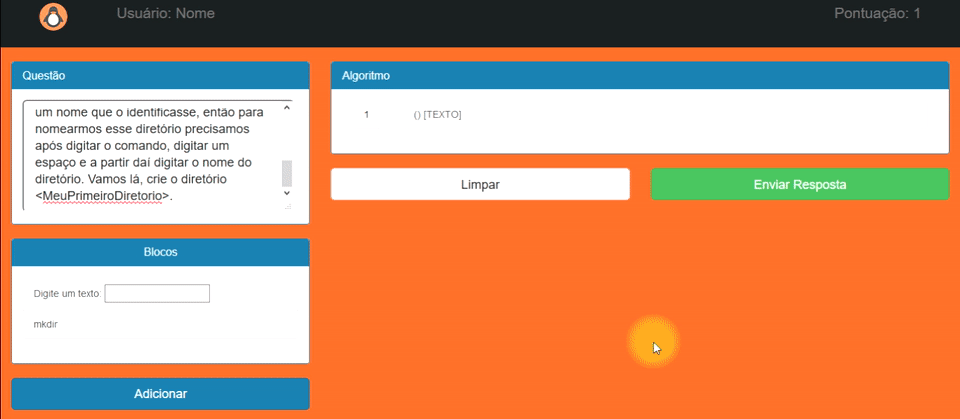 Usuário: Nome
Pontuação: 1
Questão
um nome que o identificasse, então para
nomearmos esse diretório precisamos
após digitar o comando, digitar um
espaço e a partir daí digitar o nome do
diretório. Vamos lá, crie o diretório
<MeuPrimeiroDiretorio>.
Algoritmo
1 () [TEXTO]
Limpar
Enviar Resposta
Blocos
Digite um texto.
mkdir
Adicionar